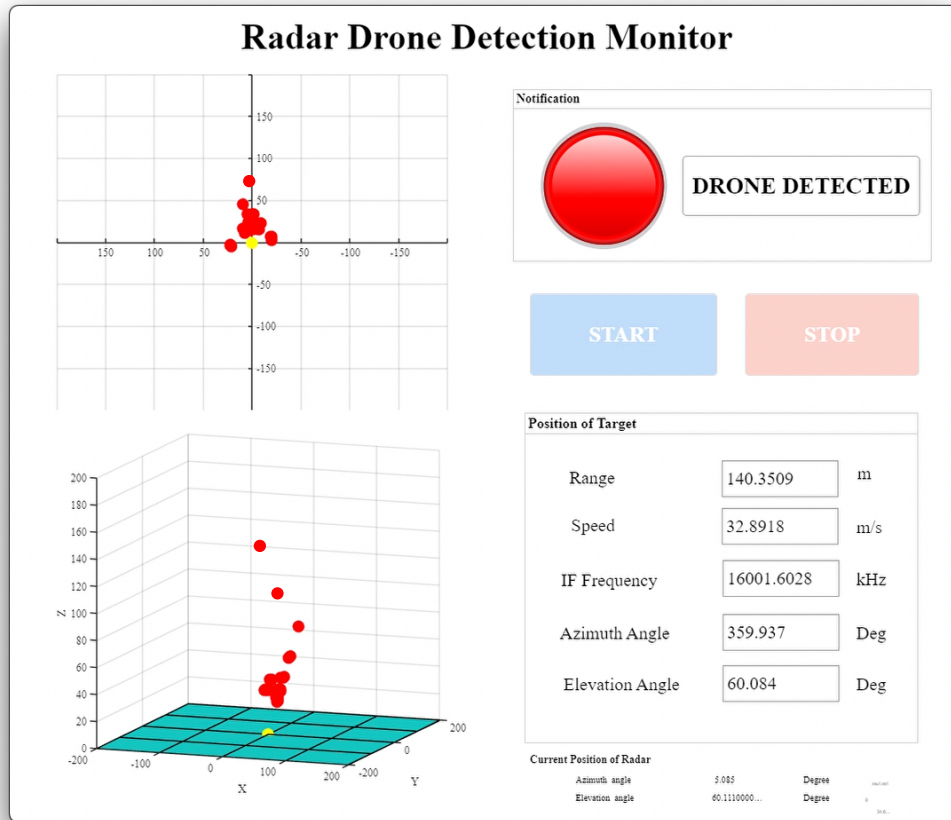 Radar Drone Detection Monitor
150
100
50
150 100 50 -50 -100 -150
-50
-100
-150
Notification
DRONE DETECTED
START STOP
200
180
160
140
120
100
80
60
40
20
0
Z
-200 -100 0 100 200
X
-200 0 200
Y
Position of Target
Range 140.3509 m
Speed 32.8918 m/s
IF Frequency 16001.6028 kHz
Azimuth Angle 359.937 Deg
Elevation Angle 60.084 Deg
Current Position of Radar
Azimuth angle 5.085 Degree
Elevation angle 60.1110000... Degree